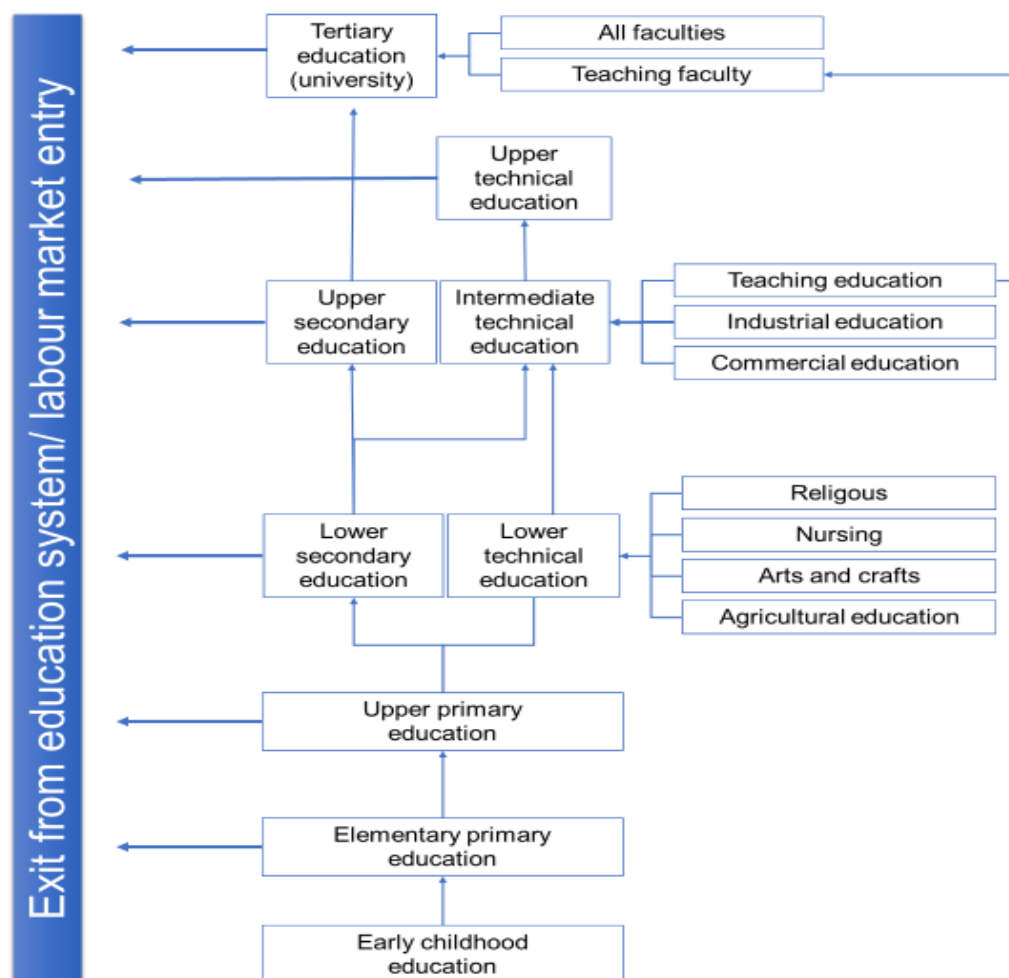 Exit from education system/ labour market entry
Tertiary
education
(university)
All faculties
Teaching faculty
Upper
technical
education
Upper
secondary
education
Intermediate
technical
education
Teaching education
Industrial education
Commercial education
Lower
secondary
education
Lower
technical
education
Religous
Nursing
Arts and crafts
Agricultural education
Upper primary
education
Elementary primary
education
Early childhood
education